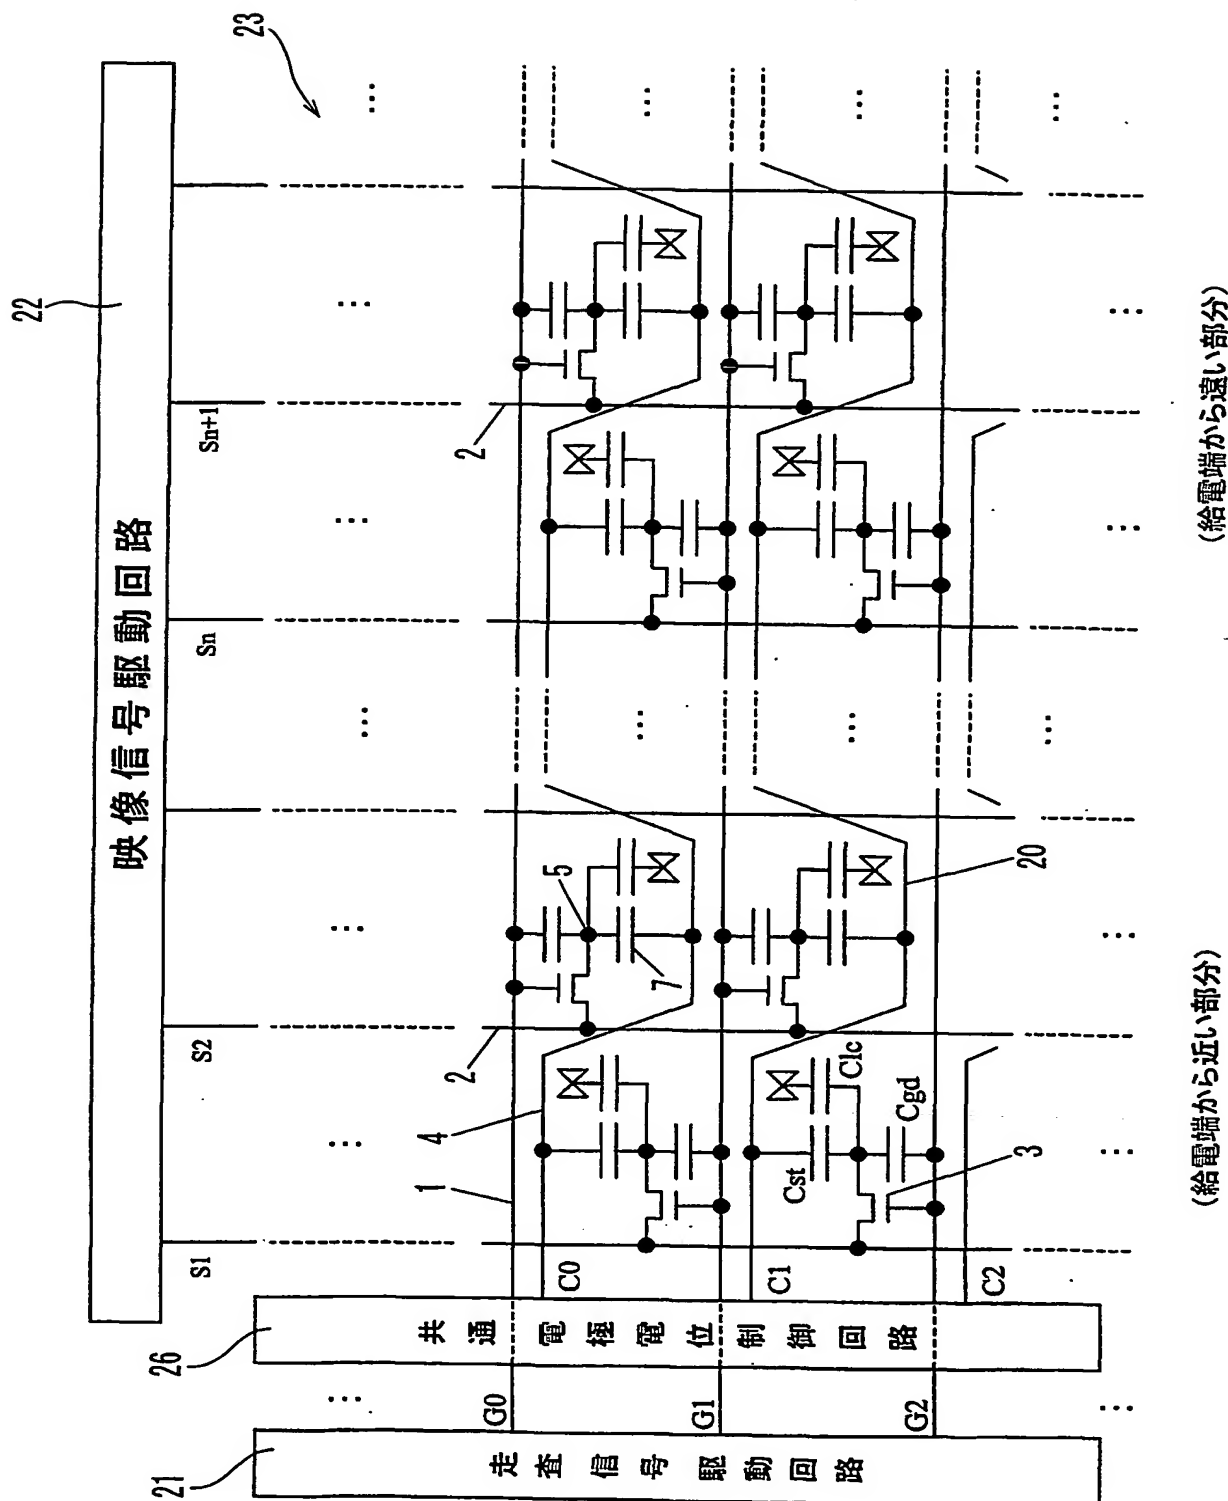 22
23
映像信号駆動回路
S1
S2
Sn
Sn+1
2
2
1
4
5
7
Cst
Clc
Cgd
3
20
26
共通電極電位制御回路
C0
C1
C2
21
走査信号駆動回路
G0
G1
G2
(給電端から近い部分)
(給電端から遠い部分)